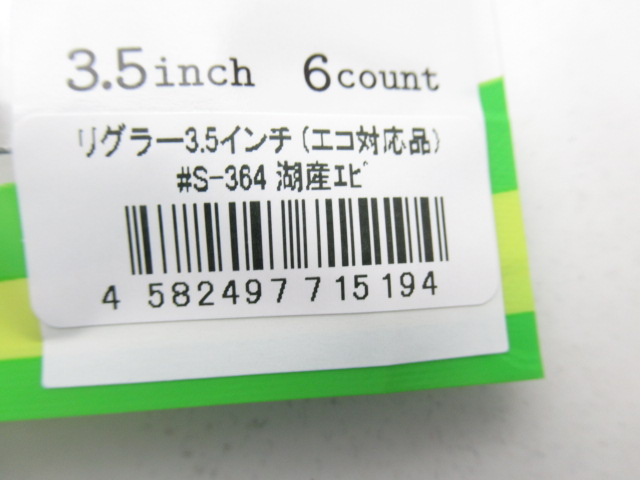 3.5inch 6count
リグラー3.5インチ(エコ対応品)
#S-364 湖産ｴﾋﾞ
4 582497 715194